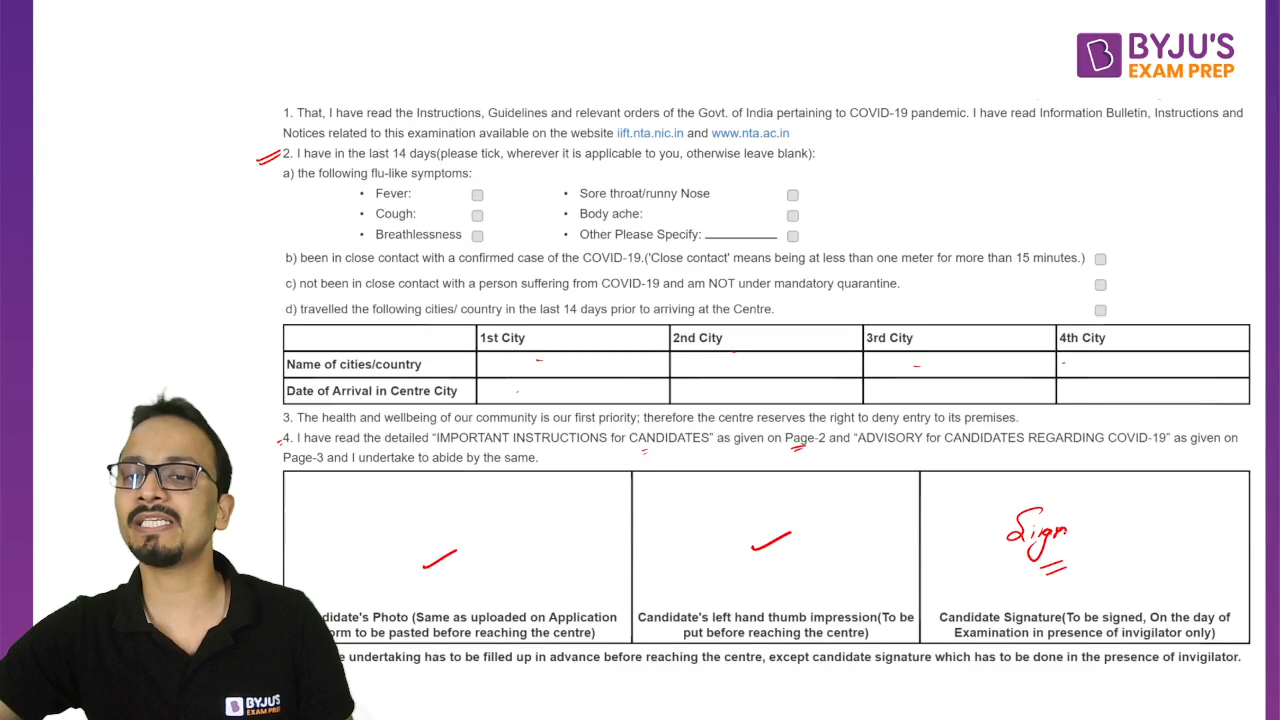 BYJU'S
EXAM PREP
1. That, I have read the Instructions, Guidelines and relevant orders of the Govt. of India pertaining to COVID-19 pandemic. I have read Information Bulletin, Instructions and
Notices related to this examination available on the website iift.nta.nic.in and www.nta.ac.in
2. I have in the last 14 days(please tick, wherever it is applicable to you, otherwise leave blank):
a) the following flu-like symptoms:
• Fever: • Sore throat/runny Nose
• Cough: • Body ache:
• Breathlessness • Other Please Specify: ___________
b) been in close contact with a confirmed case of the COVID-19.('Close contact' means being at less than one meter for more than 15 minutes.)
c) not been in close contact with a person suffering from COVID-19 and am NOT under mandatory quarantine.
d) travelled the following cities/ country in the last 14 days prior to arriving at the Centre.
1st City 2nd City 3rd City 4th City
Name of cities/country
Date of Arrival in Centre City
3. The health and wellbeing of our community is our first priority; therefore the centre reserves the right to deny entry to its premises.
4. I have read the detailed “IMPORTANT INSTRUCTIONS for CANDIDATES” as given on Page-2 and “ADVISORY for CANDIDATES REGARDING COVID-19” as given on
Page-3 and I undertake to abide by the same.
Sign
didate's Photo (Same as uploaded on Application
orm to be pasted before reaching the centre)
Candidate's left hand thumb impression(To be
put before reaching the centre)
Candidate Signature(To be signed, On the day of
Examination in presence of invigilator only)
e undertaking has to be filled up in advance before reaching the centre, except candidate signature which has to be done in the presence of invigilator.
BYJU'S
EXAM PREP